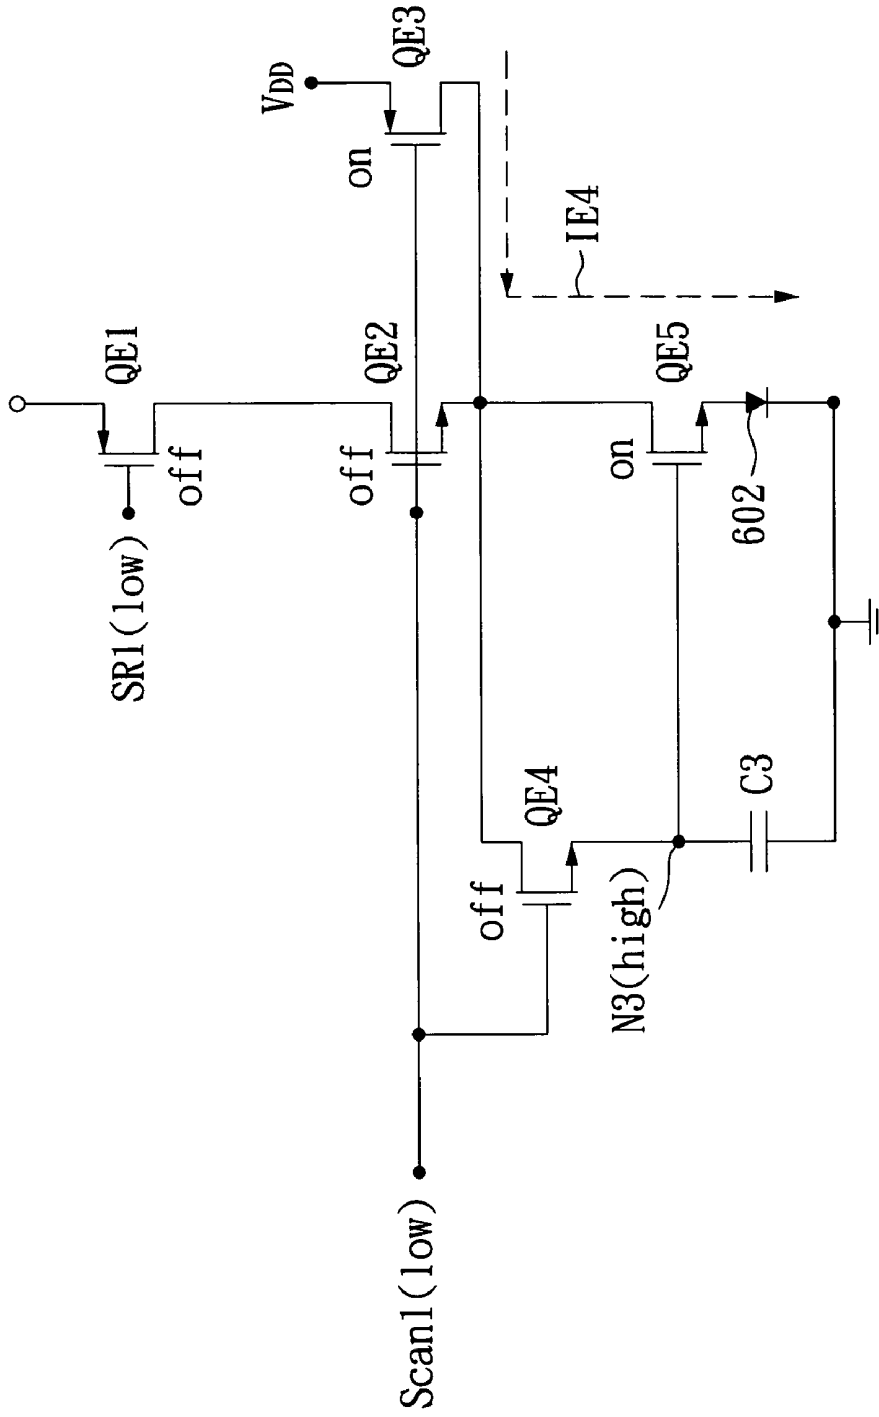 VDD
QE3
on
QE1
off
SR1(low)
QE2
off
IE4
QE5
on
602
QE4
off
N3(high)
C3
Scan1(low)